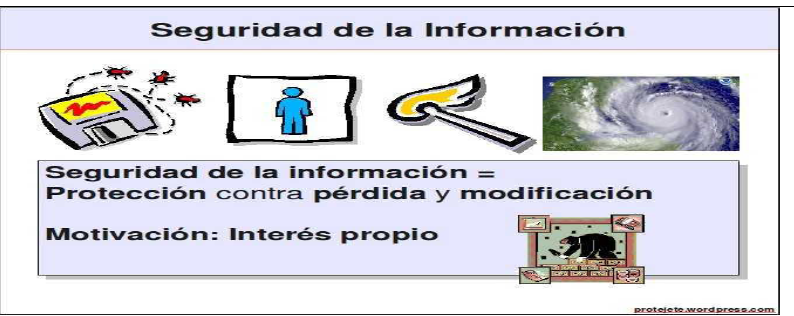 Seguridad de la Información
Seguridad de la información =
Protección contra pérdida y modificación
Motivación: Interés propio
protejete.wordpress.com